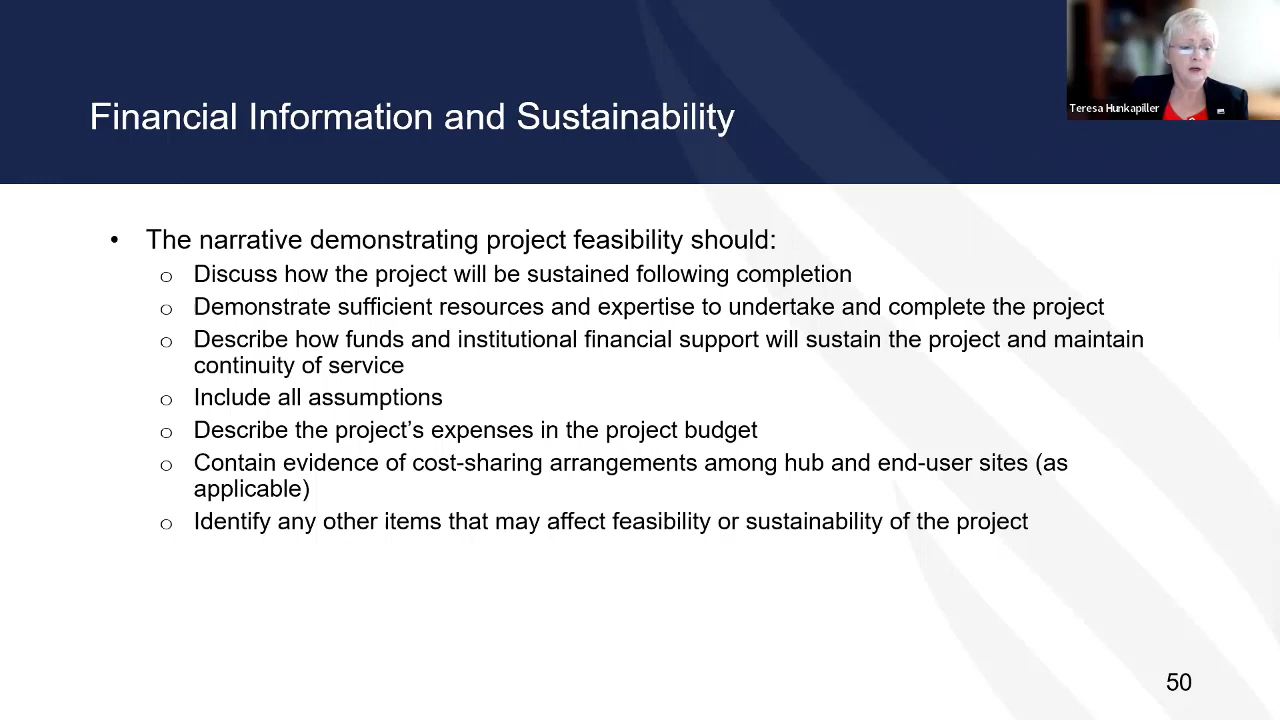 Teresa Hunkapiller
Financial Information and Sustainability
• The narrative demonstrating project feasibility should:
o Discuss how the project will be sustained following completion
o Demonstrate sufficient resources and expertise to undertake and complete the project
o Describe how funds and institutional financial support will sustain the project and maintain
continuity of service
o Include all assumptions
o Describe the project’s expenses in the project budget
o Contain evidence of cost-sharing arrangements among hub and end-user sites (as
applicable)
o Identify any other items that may affect feasibility or sustainability of the project
50